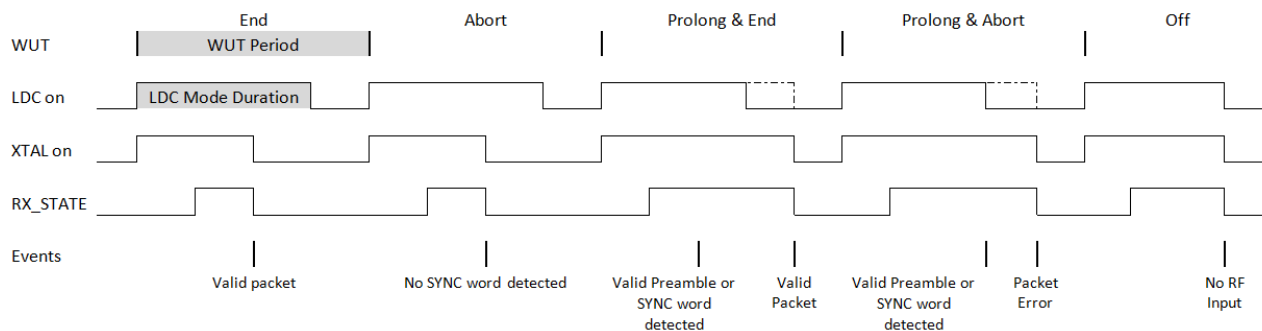 End
Abort
Prolong & End
Prolong & Abort
Off
WUT
WUT Period
LDC on
LDC Mode Duration
XTAL on
RX_STATE
Events
Valid packet
No SYNC word detected
Valid Preamble or
SYNC word
detected
Valid
Packet
Valid Preamble or
SYNC word
detected
Packet
Error
No RF
Input